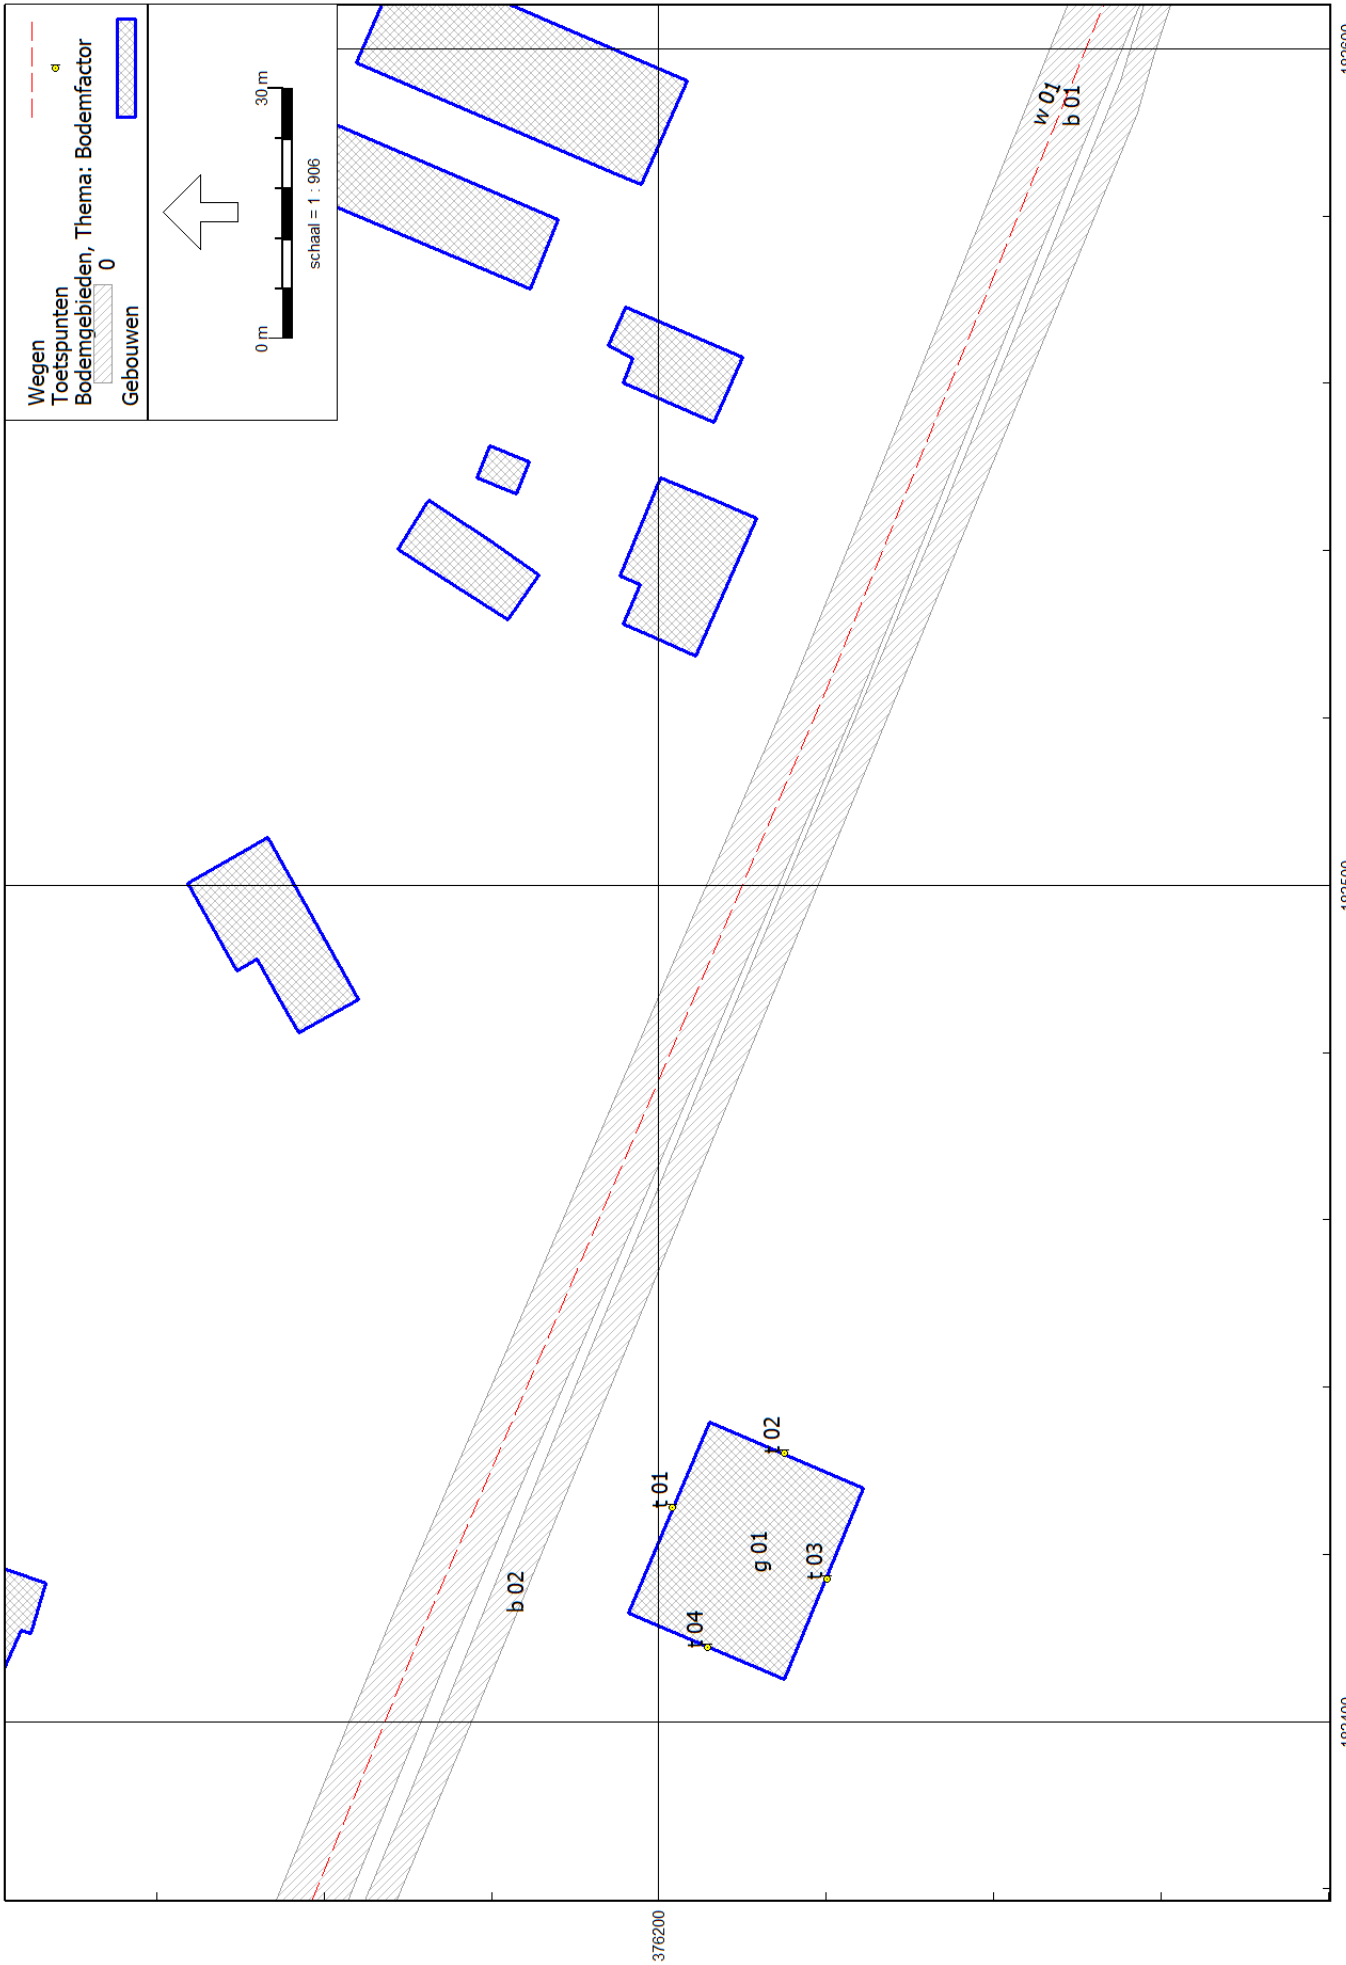 Wegen
Toetspunten
Bodemgebieden, Thema: Bodemfactor
0
Gebouwen
0 m
30 m
schaal = 1 : 906
w 01
b 01
b 02
t 01
t 02
g 01
t 03
t 04
376200